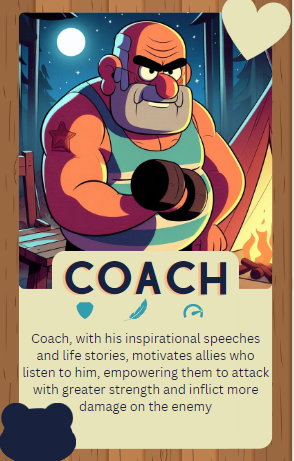 COACH
Coach, with his inspirational speeches
and life stories, motivates allies who
listen to him, empowering them to attack
with greater strength and inflict more
damage on the enemy